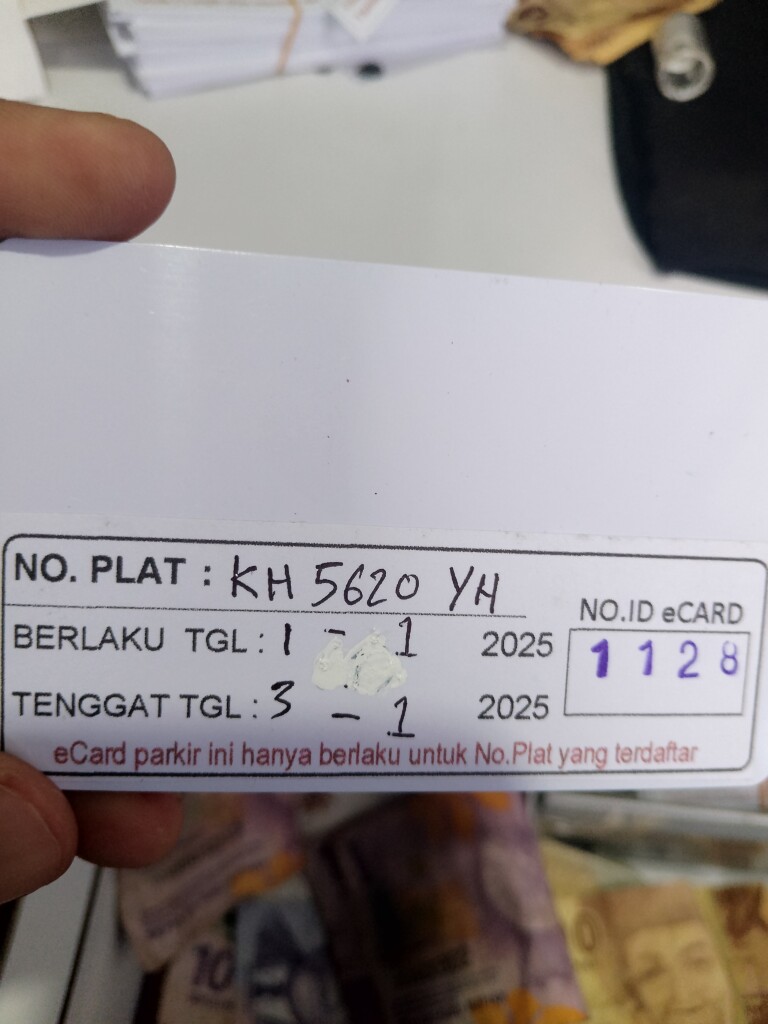 NO. PLAT : KH 5620 YH
NO.ID eCARD
BERLAKU TGL : 1 - 1 2025
1128
TENGGAT TGL : 3 - 1 2025
eCard parkir ini hanya berlaku untuk No.Plat yang terdaftar
10